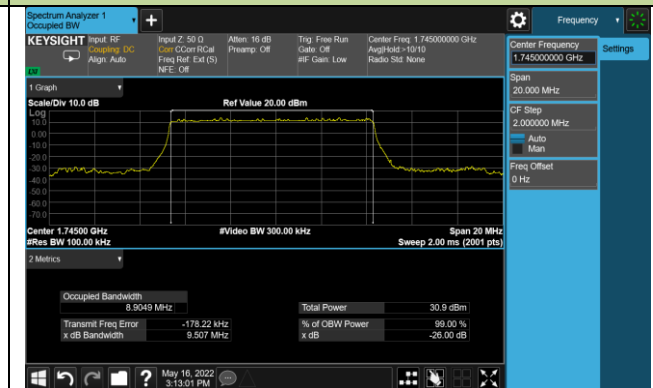 Spectrum Analyzer 1
Occupied BW
+
Frequency
KEYSIGHT
Input: RF
Coupling: DC
Align: Auto
Input Z: 50 Ω
Corr CCorr RCal
Freq Ref: Ext (S)
NFE: Off
Atten: 16 dB
Preamp: Off
Trig: Free Run
Gate: Off
#IF Gain: Low
Center Freq: 1.745000000 GHz
Avg|Hold:>10/10
Radio Std: None
Center Frequency
1.745000000 GHz
Settings
Span
20.000 MHz
CF Step
2.000000 MHz
Auto
Man
Freq Offset
0 Hz
1 Graph
Scale/Div 10.0 dB
Ref Value 20.00 dBm
Log
10.0
0.00
-10.0
-20.0
-30.0
-40.0
-50.0
-60.0
-70.0
Center 1.74500 GHz
#Video BW 300.00 kHz
Span 20 MHz
#Res BW 100.00 kHz
Sweep 2.00 ms (2001 pts)
2 Metrics
Occupied Bandwidth
8.9049 MHz
Total Power
30.9 dBm
Transmit Freq Error
-178.22 kHz
% of OBW Power
99.00 %
x dB Bandwidth
9.507 MHz
x dB
-26.00 dB
?
May 16, 2022
3:13:01 PM